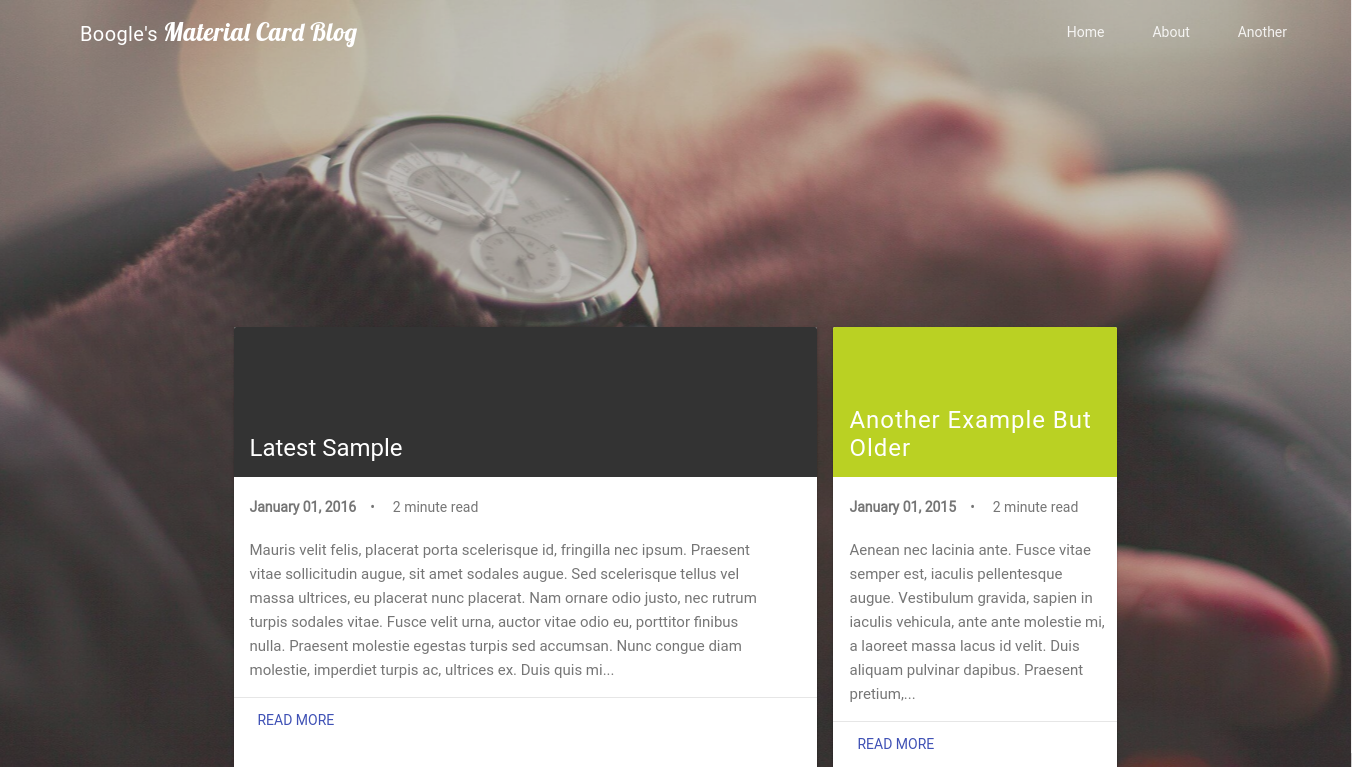 Boogle's Material Card Blog
Home
About
Another
Latest Sample
January 01, 2016 • 2 minute read
Mauris velit felis, placerat porta scelerisque id, fringilla nec ipsum. Praesent
vitae sollicitudin augue, sit amet sodales augue. Sed scelerisque tellus vel
massa ultrices, eu placerat nunc placerat. Nam ornare odio justo, nec rutrum
turpis sodales vitae. Fusce velit urna, auctor vitae odio eu, porttitor finibus
nulla. Praesent molestie egestas turpis sed accumsan. Nunc congue diam
molestie, imperdiet turpis ac, ultrices ex. Duis quis mi...
READ MORE
Another Example But
Older
January 01, 2015 • 2 minute read
Aenean nec lacinia ante. Fusce vitae
semper est, iaculis pellentesque
augue. Vestibulum gravida, sapien in
iaculis vehicula, ante ante molestie mi,
a laoreet massa lacus id velit. Duis
aliquam pulvinar dapibus. Praesent
pretium,...
READ MORE